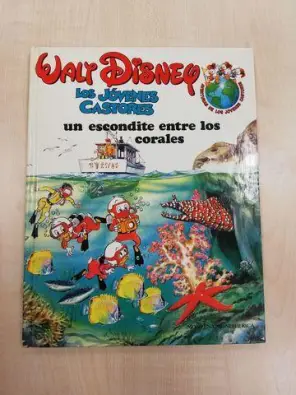 WALT DISNEY
LOS JÓVENES
CASTORES
un escondite entre los
corales